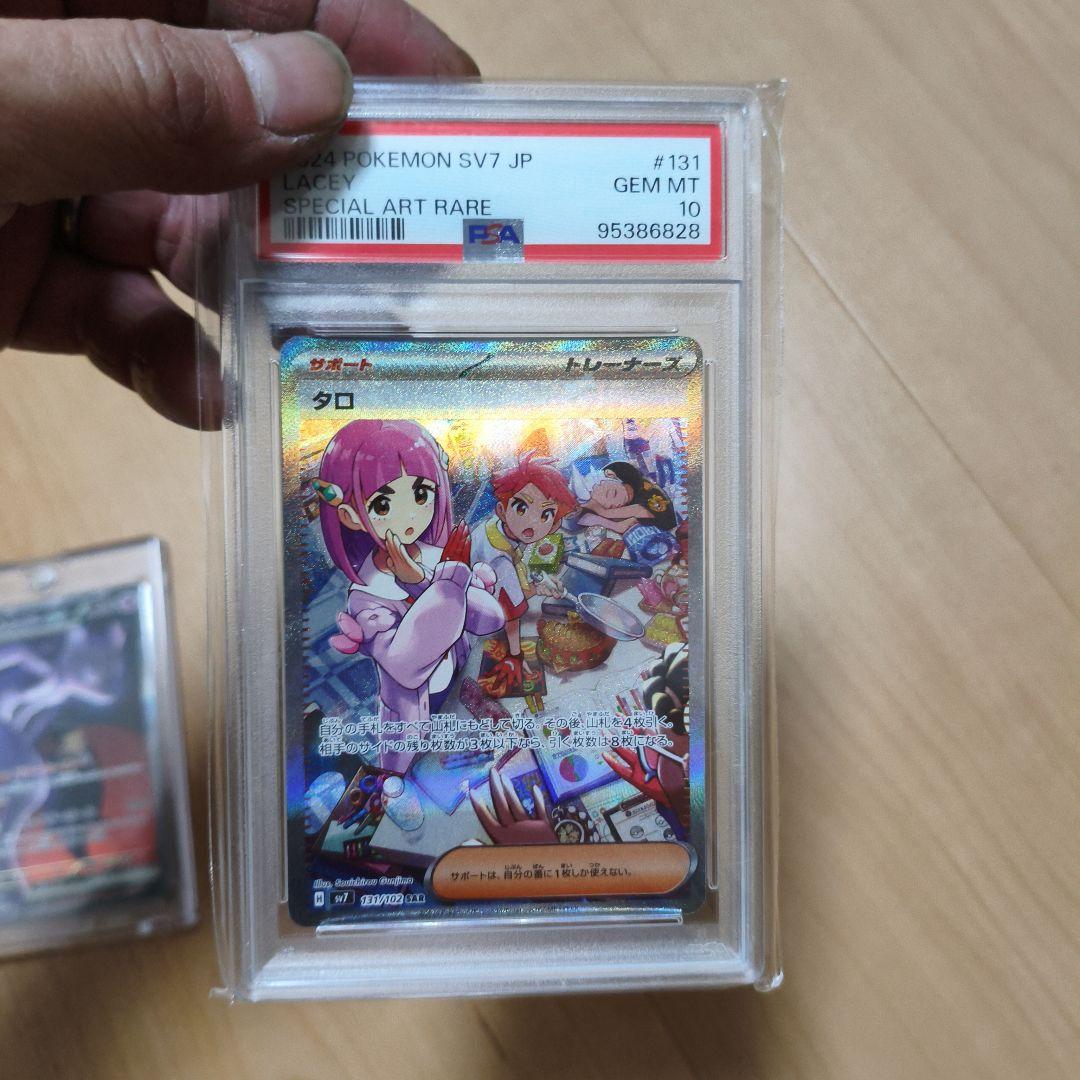 024 POKEMON SV7 JP #131
LACEY GEM MT
SPECIAL ART RARE 10
PSA 95386828
サポート トレーナーズ
タロ
自分の手札をすべて山札にもどして切る。その後、山札を4枚引く。
相手のサイドの残り枚数が3枚以下なら、引く枚数は8枚になる。
サポートは、自分の番に1枚しか使えない。
Illus. Souichirou Gunjima
H SV7 131/102 SAR